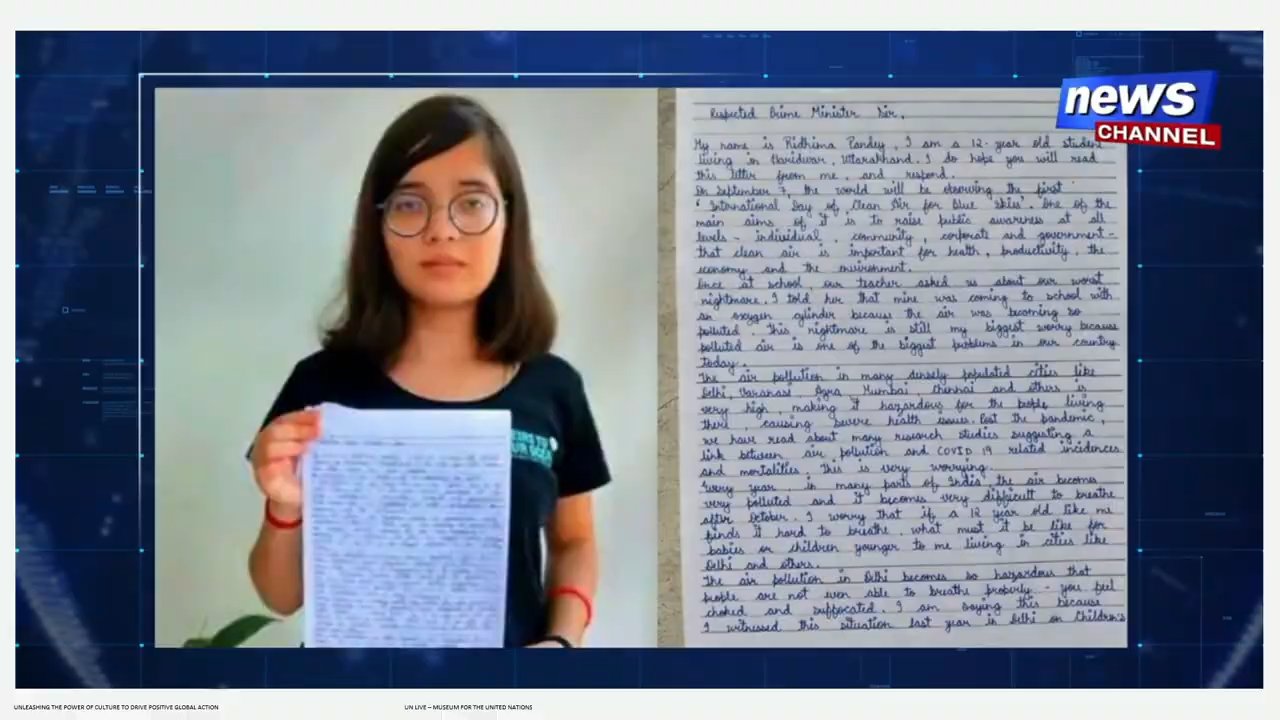 news
CHANNEL
Respected Prime Minister Sir,
My name is Ridhima Pandey, I am a 12- year old student
living in Haridwar, Uttarakhand. I do hope you will read
this letter from me, and respond.
On September 7, the world will be observing the first
' International Day of Clean Air for Blue Skies'. One of the
main aims of it is to raise public awareness at all
levels - individual, community, corporate and government -
that clean air is important for health, productivity, the
economy and the environment.
Once at school, our teacher asked us about our worst
nightmare. I told her that mine was coming to school with
an oxygen cylinder because the air was becoming so
polluted. This nightmare is still my biggest worry because
polluted air is one of the biggest problems in our country
today.
The air pollution in many densely populated cities like
Delhi, Varanasi Agra Mumbai, Chennai and others is
very high, making it hazardous for the people living
there, causing severe health issues. Post the pandemic,
we have read about many research studies suggesting a
link between air pollution and COVID 19 related incidences
and mortalities. This is very worrying.
Every year, in many parts of India, the air becomes
very polluted and it becomes very difficult to breathe
after October. I worry that if a 12 year old like me
finds it hard to breathe, what must it be like for
babies or children younger to me living in cities like
Delhi and others.
The air pollution in Delhi becomes so hazardous that
people are not even able to breathe properly - you feel
choked and suffocated. I am saying this because
I witnessed this situation last year in Delhi on Children's
UNLEASHING THE POWER OF CULTURE TO DRIVE POSITIVE GLOBAL ACTION
UN LIVE – MUSEUM FOR THE UNITED NATIONS